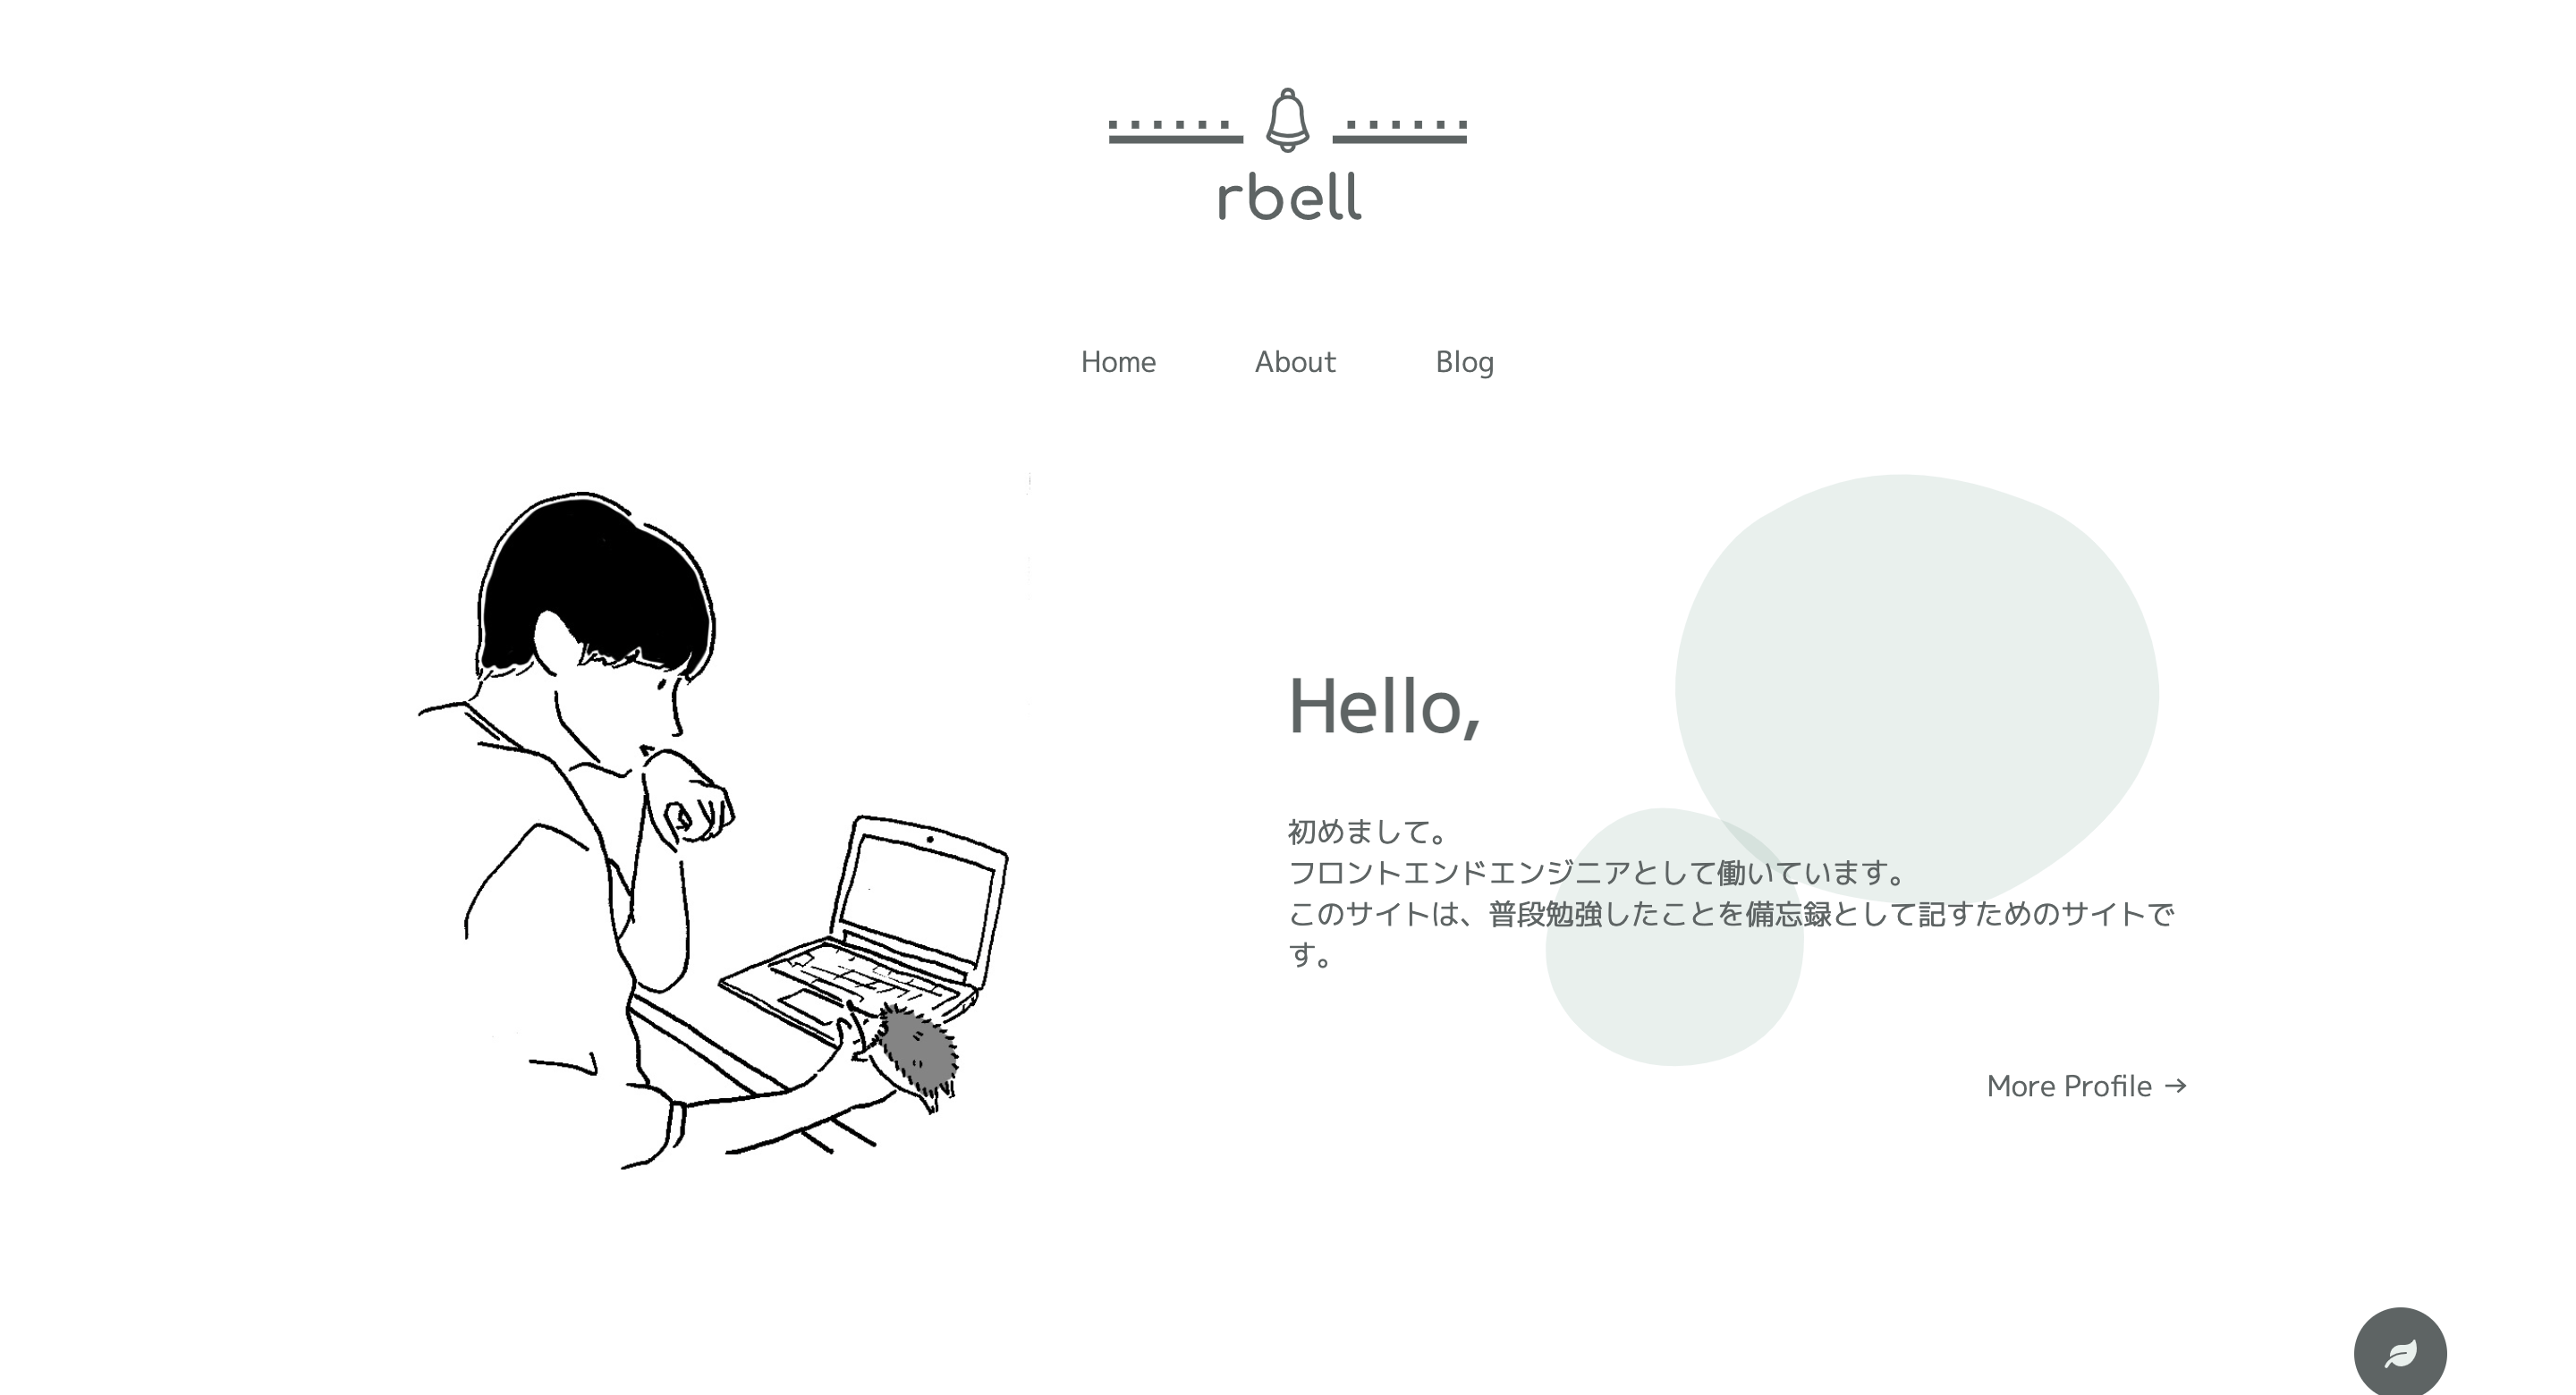 rbell
Home
About
Blog
Hello,
初めまして。
フロントエンドエンジニアとして働いています。
このサイトは、普段勉強したことを備忘録として記すためのサイトで
す。
More Profile →